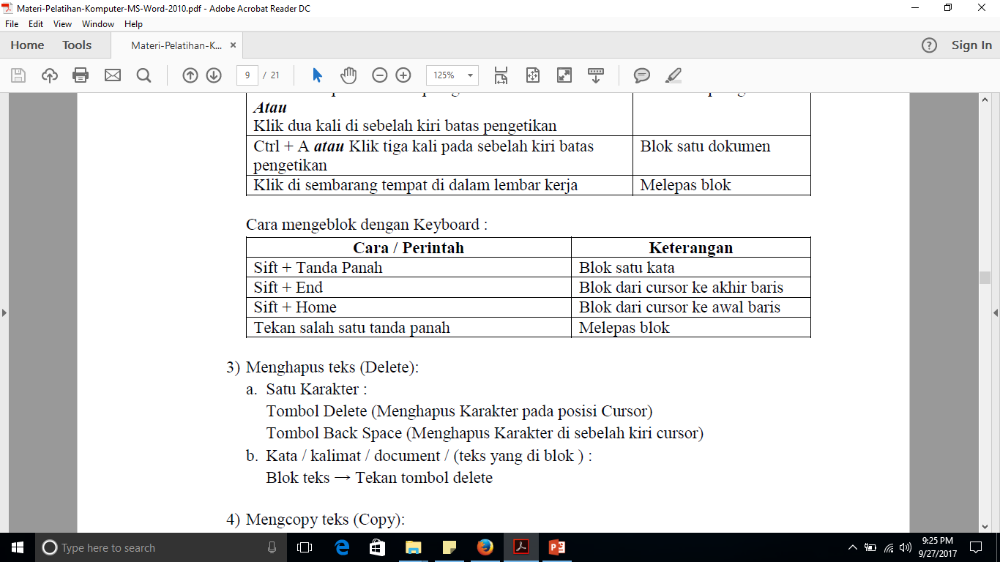 Materi-Pelatihan-Komputer-MS-Word-2010.pdf - Adobe Acrobat Reader DC
File Edit View Window Help
Home Tools Materi-Pelatihan-K... × Sign In
9 / 21 125%
Atau
Klik dua kali di sebelah kiri batas pengetikan
Ctrl + A atau Klik tiga kali pada sebelah kiri batas Blok satu dokumen
pengetikan
Klik di sembarang tempat di dalam lembar kerja Melepas blok
Cara mengeblok dengan Keyboard :
Cara / Perintah Keterangan
Sift + Tanda Panah Blok satu kata
Sift + End Blok dari cursor ke akhir baris
Sift + Home Blok dari cursor ke awal baris
Tekan salah satu tanda panah Melepas blok
3) Menghapus teks (Delete):
a. Satu Karakter :
Tombol Delete (Menghapus Karakter pada posisi Cursor)
Tombol Back Space (Menghapus Karakter di sebelah kiri cursor)
b. Kata / kalimat / document / (teks yang di blok ) :
Blok teks → Tekan tombol delete
4) Mengcopy teks (Copy):
Type here to search
9:25 PM
9/27/2017